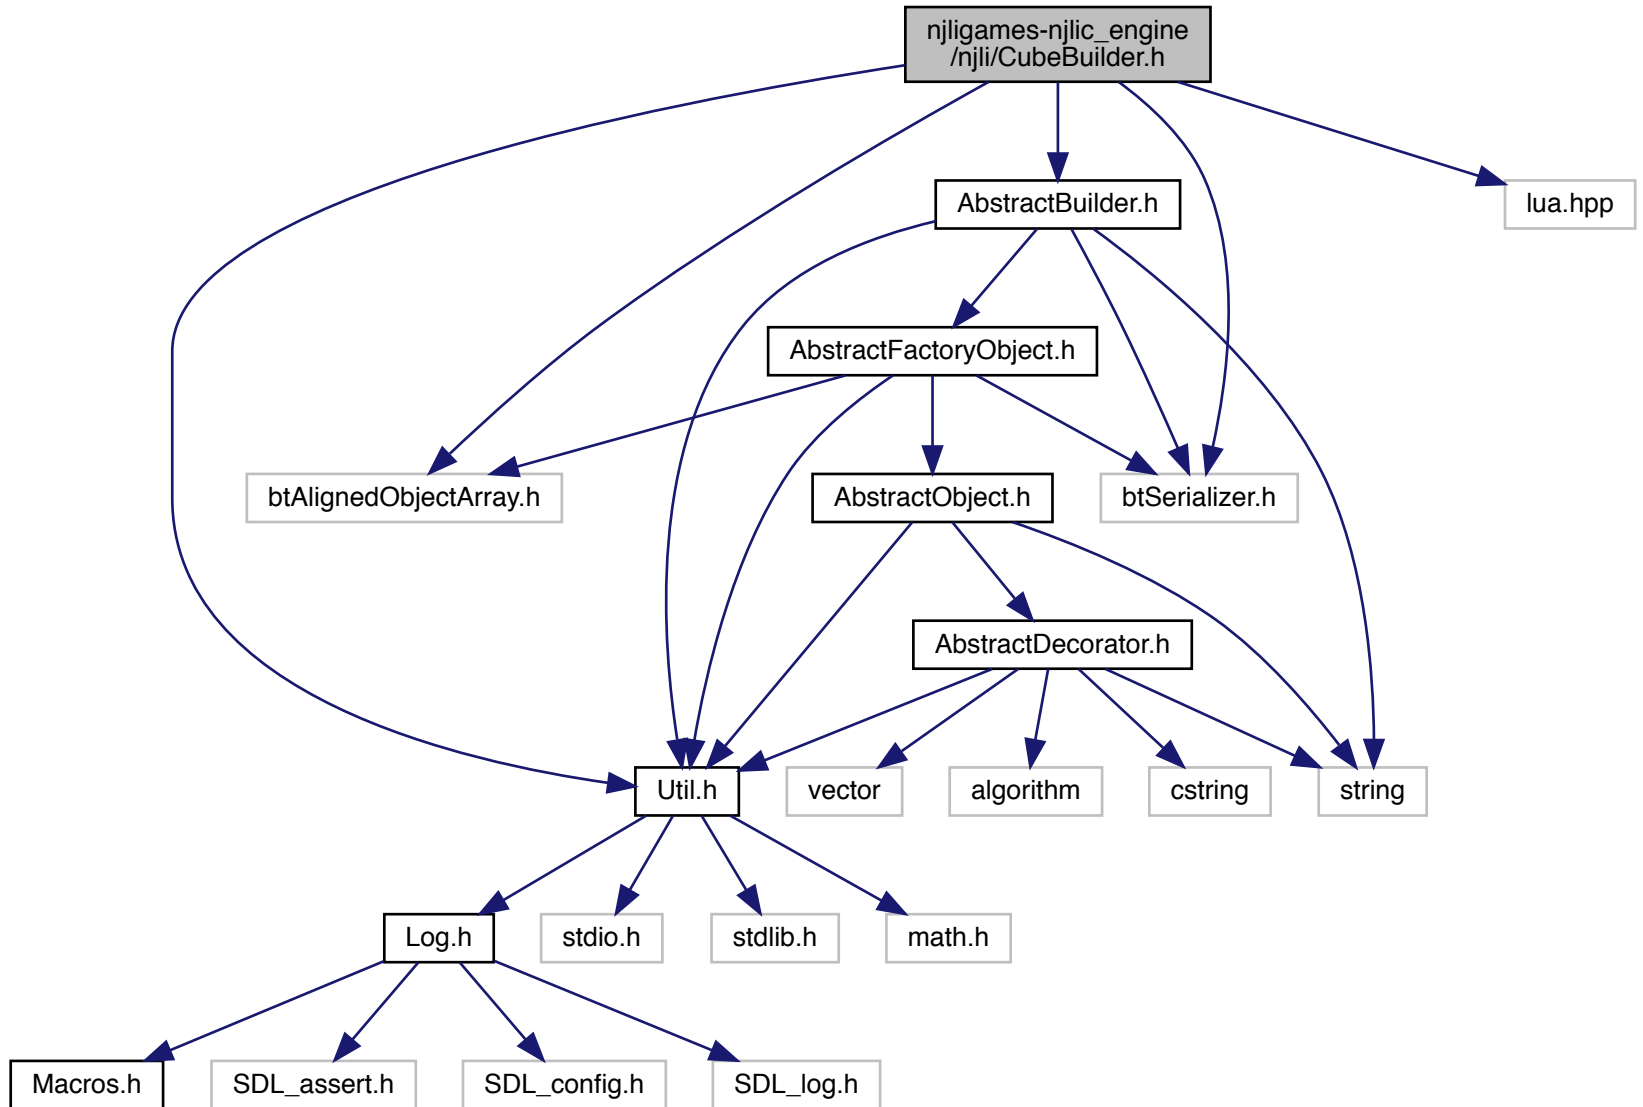 njligames-njlic_engine
/njli/CubeBuilder.h
AbstractBuilder.h
lua.hpp
AbstractFactoryObject.h
btAlignedObjectArray.h
AbstractObject.h
btSerializer.h
AbstractDecorator.h
Util.h
vector
algorithm
cstring
string
Log.h
stdio.h
stdlib.h
math.h
Macros.h
SDL_assert.h
SDL_config.h
SDL_log.h